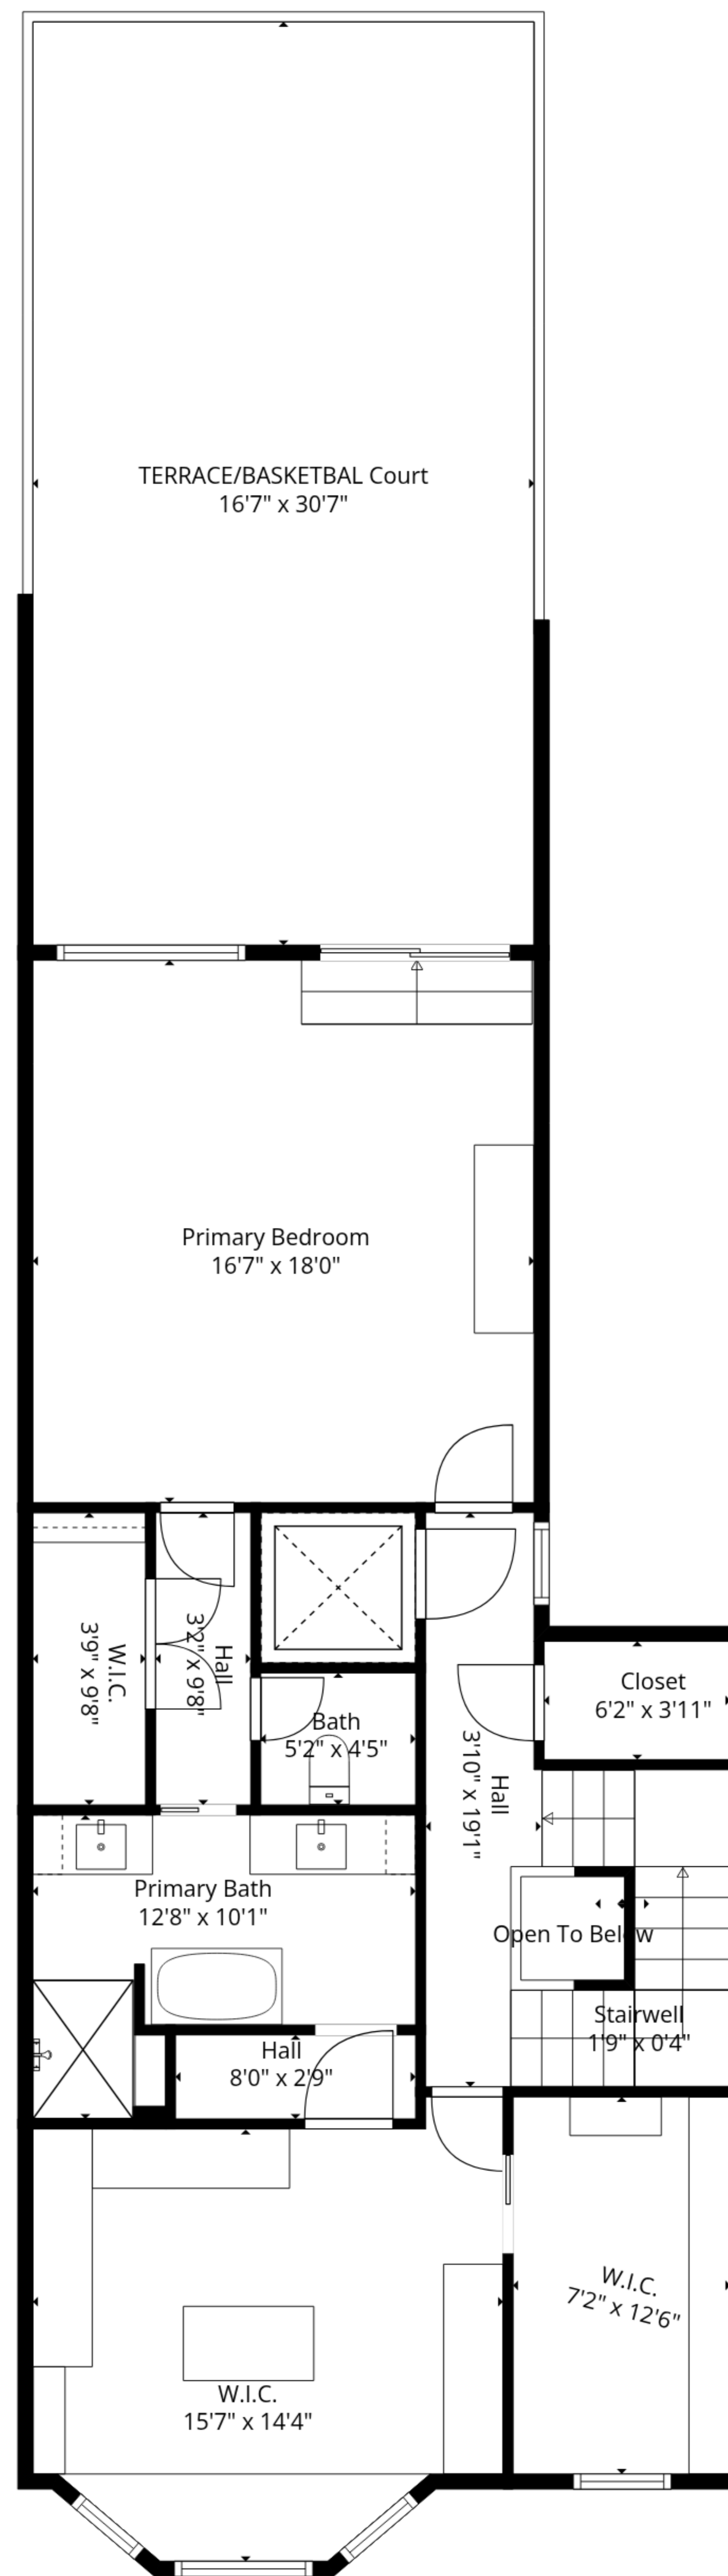 TERRACE/BASKETBAL Court
16'7" x 30'7"
Primary Bedroom
16'7" x 18'0"
W.I.C.
3'9" x 9'8"
Hall
3'2" x 9'8"
Bath
5'2" x 4'5"
Closet
6'2" x 3'11"
Hall
3'10" x 19'1"
Primary Bath
12'8" x 10'1"
Open To Below
Stairwell
1'9" x 0'4"
Hall
8'0" x 2'9"
W.I.C.
7'2" x 12'6"
W.I.C.
15'7" x 14'4"